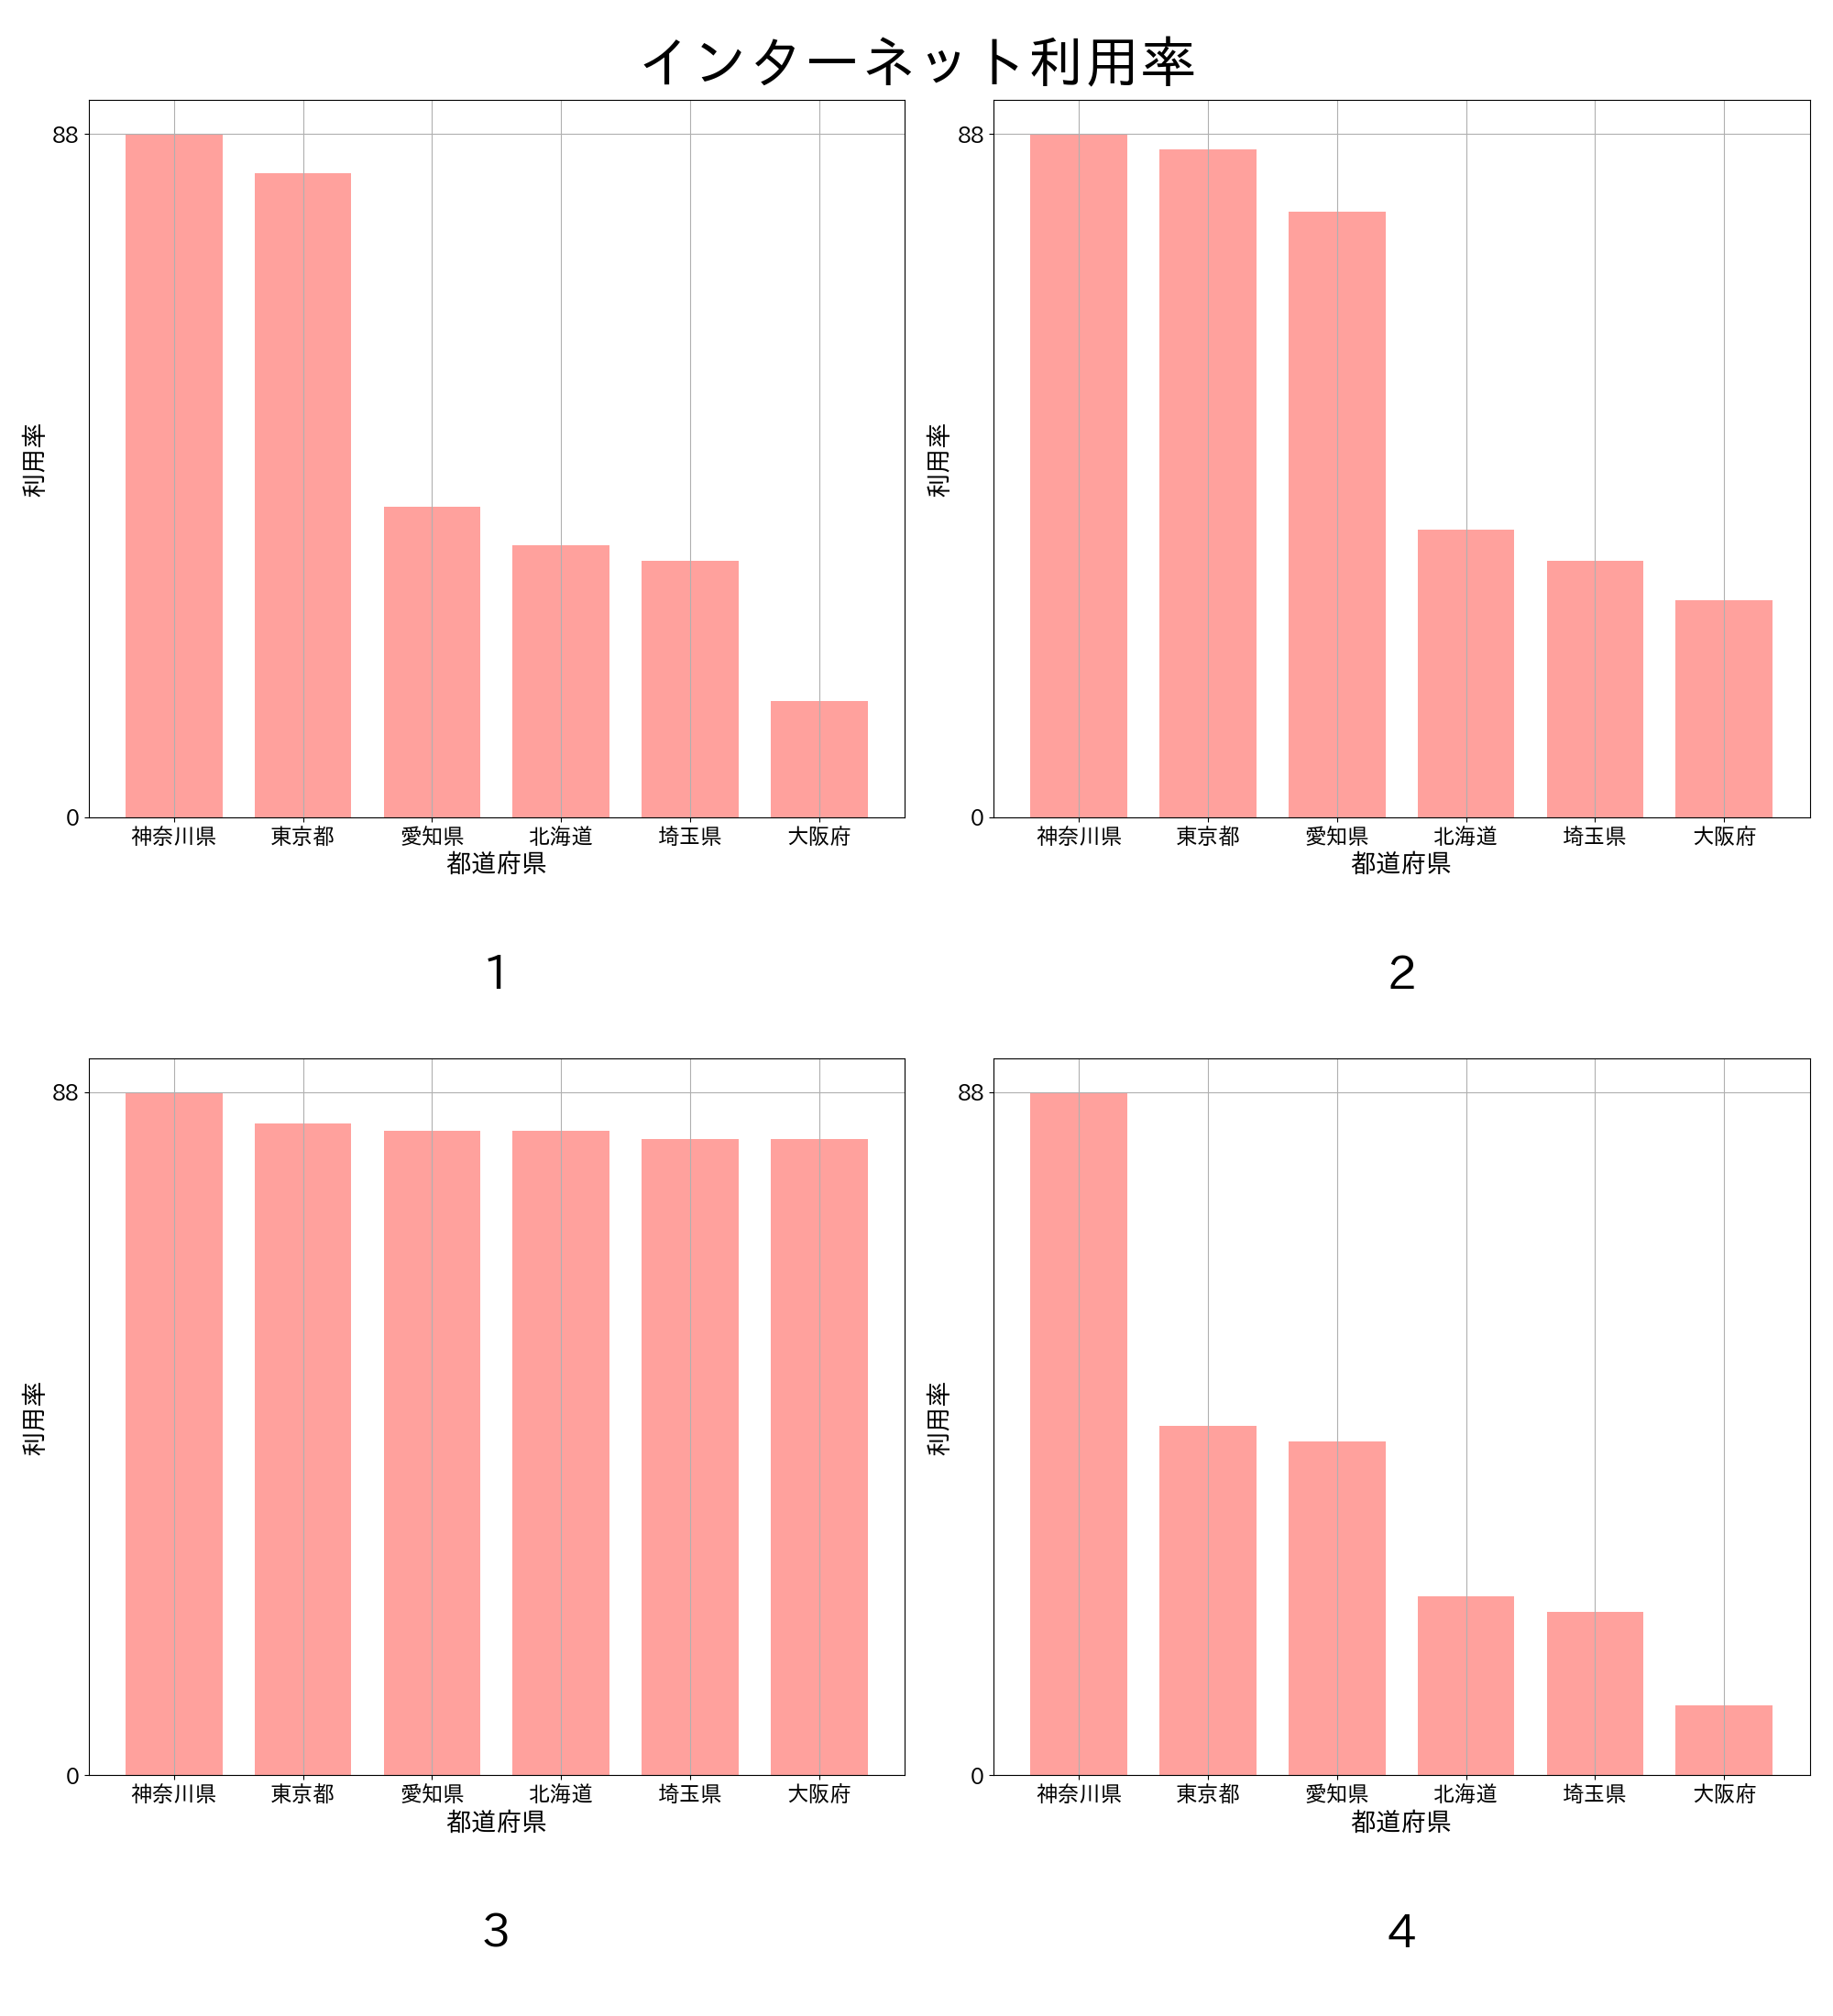 インターネット利用率
88
0
利用率
神奈川県 東京都 愛知県 北海道 埼玉県 大阪府
都道府県
1
88
0
利用率
神奈川県 東京都 愛知県 北海道 埼玉県 大阪府
都道府県
2
88
0
利用率
神奈川県 東京都 愛知県 北海道 埼玉県 大阪府
都道府県
3
88
0
利用率
神奈川県 東京都 愛知県 北海道 埼玉県 大阪府
都道府県
4